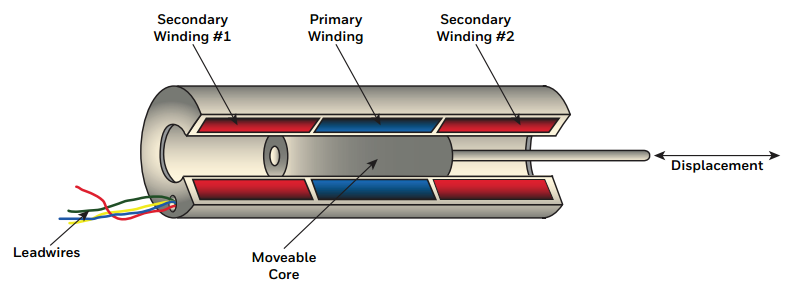 Secondary
Winding #1
Primary
Winding
Secondary
Winding #2
Displacement
Leadwires
Moveable
Core